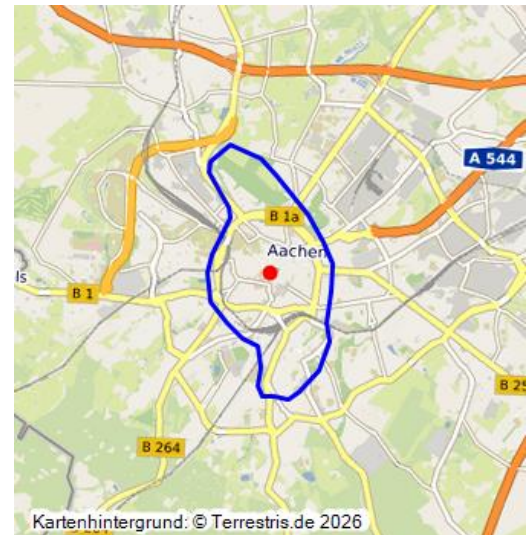 A 544
B 1a
Aachen
ls
B 1
B 25
B 264
Kartenhintergrund: © Terrestris.de 2026